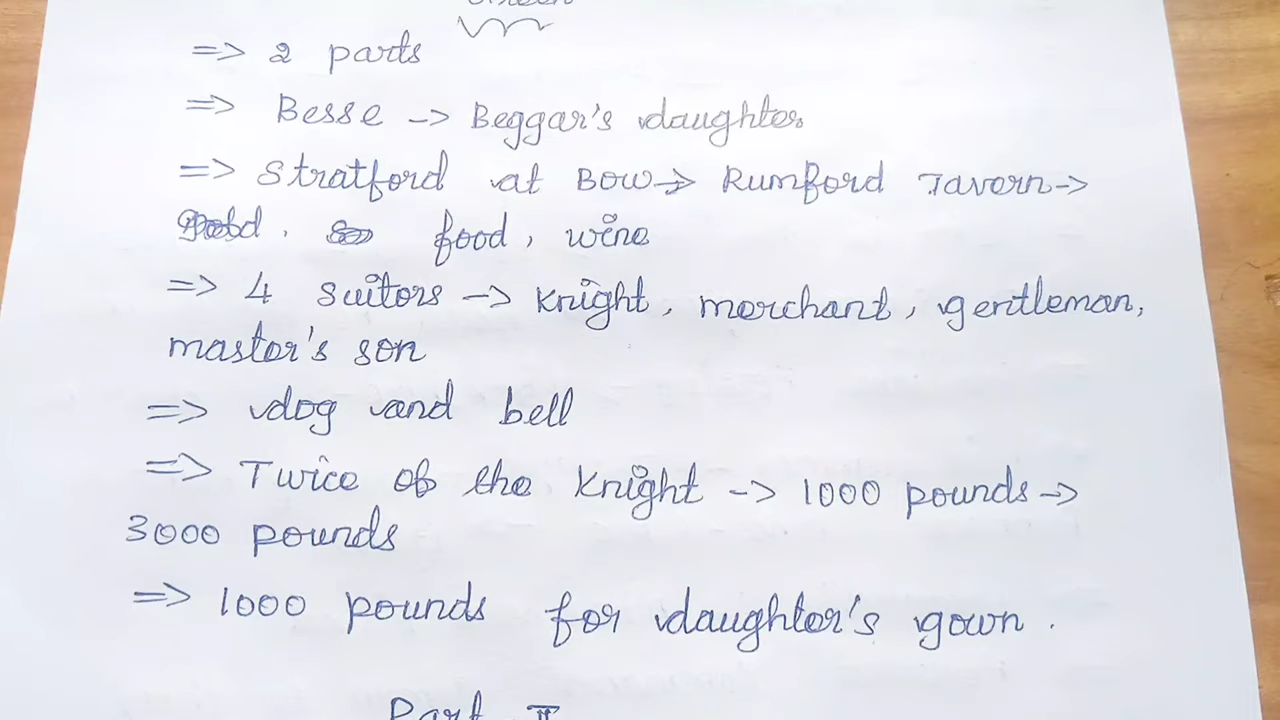 => 2 parts
=> Besse -> Beggar's daughter
=> Stratford at Bow -> Rumford Tavern ->
food, wine
=> 4 suitors -> Knight, merchant, gentleman,
master's son
=> dog and bell
=> Twice of the Knight -> 1000 pounds ->
3000 pounds
=> 1000 pounds for daughter's gown.
Part II